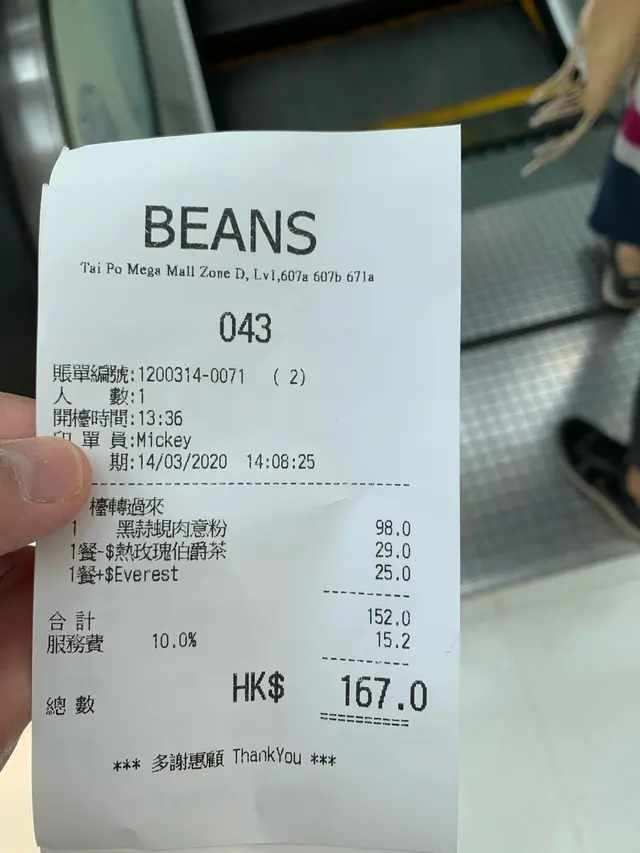 BEANS
Tai Po Mega Mall Zone D, Lv1,607a 607b 671a
043
賬單編號:1200314-0071 ( 2)
人 數:1
開檯時間:13:36
印 單 員:Mickey
期:14/03/2020 14:08:25
檯轉過來
1 黑蒜蜆肉意粉 98.0
1餐-$熱玫瑰伯爵茶 29.0
1餐+$Everest 25.0
合 計 152.0
服務費 10.0% 15.2
總 數 HK$ 167.0
*** 多謝惠顧 ThankYou ***